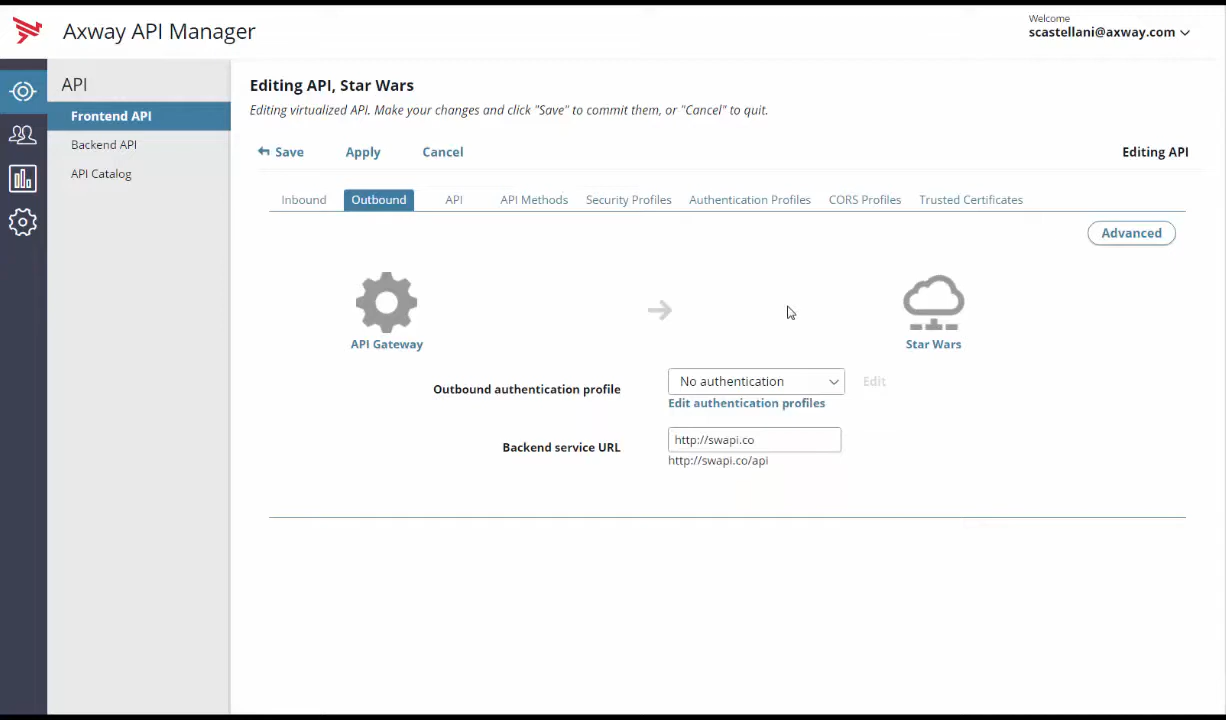 Axway API Manager
Welcome
scastellani@axway.com
API
Frontend API
Backend API
API Catalog
Editing API, Star Wars
Editing virtualized API. Make your changes and click "Save" to commit them, or "Cancel" to quit.
Save Apply Cancel Editing API
Inbound Outbound API API Methods Security Profiles Authentication Profiles CORS Profiles Trusted Certificates
Advanced
API Gateway Star Wars
Outbound authentication profile No authentication Edit
Edit authentication profiles
Backend service URL http://swapi.co
http://swapi.co/api